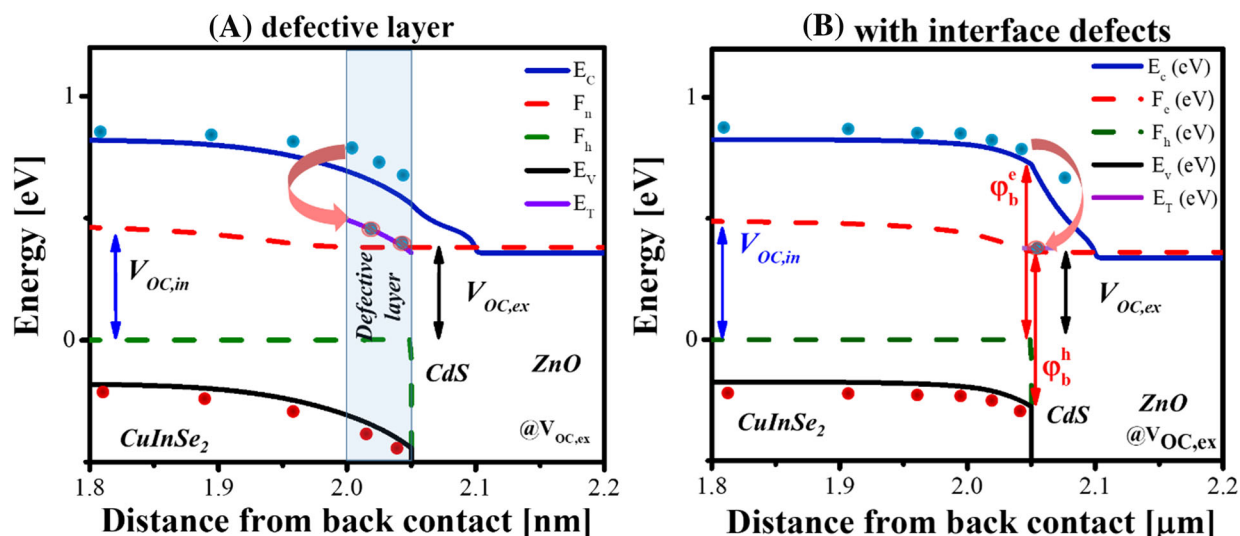 (A) defective layer
E_C
F_n
F_h
E_V
E_T
1
0
Energy [eV]
V_OC,in
Defective
layer
V_OC,ex
CdS
ZnO
CuInSe₂
@V_OC,ex
1.8 1.9 2.0 2.1 2.2
Distance from back contact [nm]
(B) with interface defects
E_c (eV)
F_e (eV)
F_h (eV)
E_v (eV)
E_T (eV)
1
0
Energy [eV]
φ_b^e
V_OC,in
V_OC,ex
φ_b^h
CdS
ZnO
CuInSe₂
@V_OC,ex
1.8 1.9 2.0 2.1 2.2
Distance from back contact [μm]